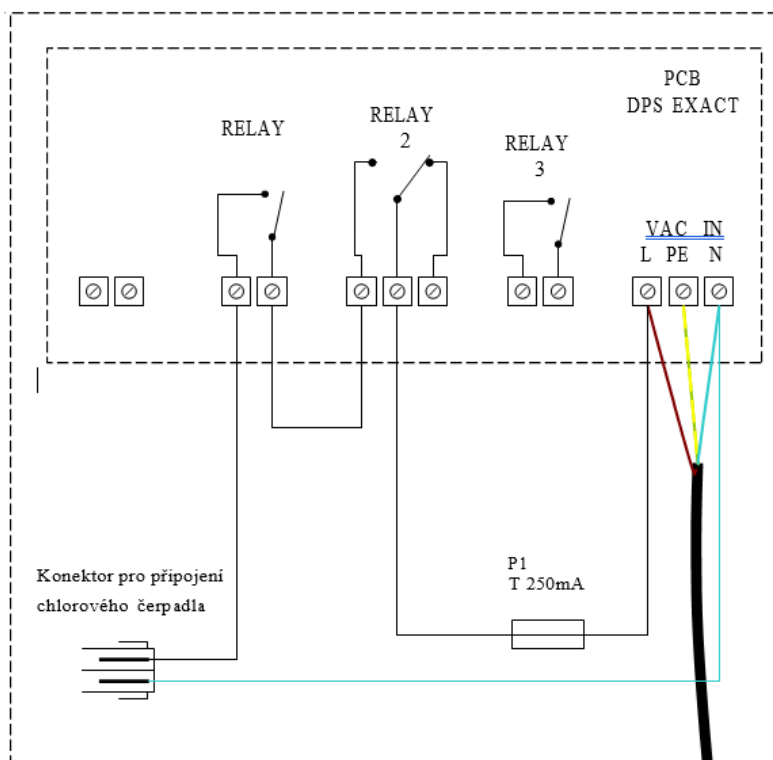 PCB
DPS EXACT
RELAY
RELAY
2
RELAY
3
VAC IN
L PE N
P1
T 250mA
Konektor pro připojení
chlorového čerpadla